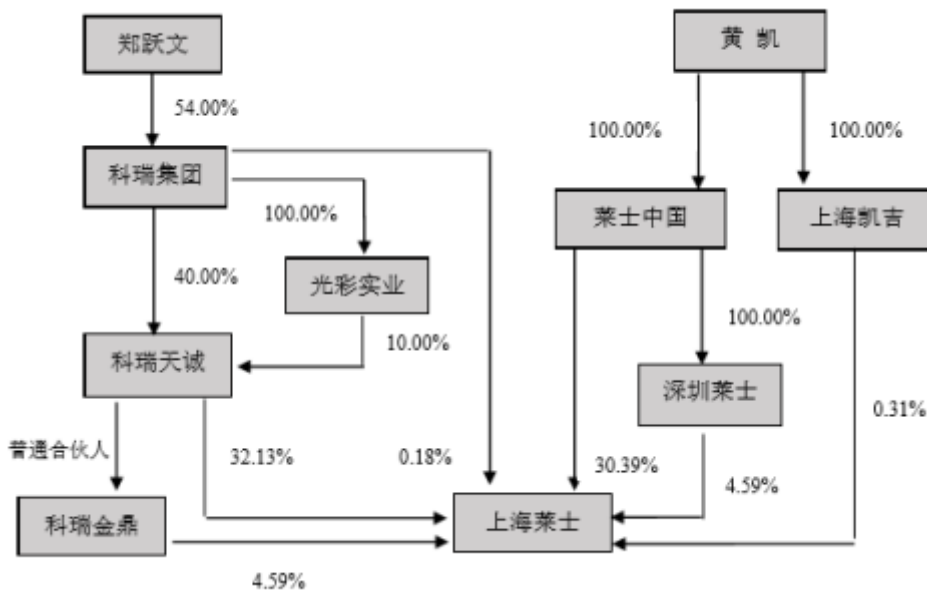 郑跃文
黄 凯
54.00%
100.00%
100.00%
科瑞集团
莱士中国
上海凯吉
100.00%
40.00%
光彩实业
100.00%
10.00%
科瑞天诚
深圳莱士
0.31%
普通合伙人
32.13%
0.18%
30.39%
4.59%
科瑞金鼎
上海莱士
4.59%